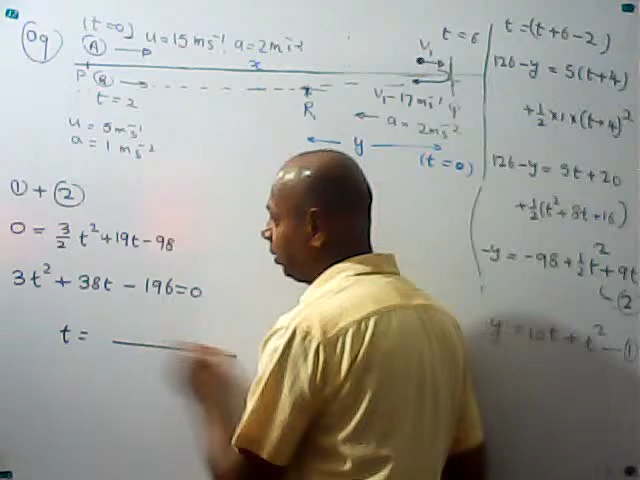 09
(t=0)
A → u = 15 ms⁻¹ a = 2 ms⁻²
x
t = 6
V₁
P B →
t = 2
R
V₁ = 17 ms⁻¹
a = 2 ms⁻²
u = 5 ms⁻¹
a = 1 ms⁻²
y
(t=0)
① + ②
0 = 3/2 t² + 19t - 98
3t² + 38t - 196 = 0
t =
t = (t + 6 - 2)
126 - y = 5(t+4)
+ 1/2 × 1 × (t+4)²
126 - y = 5t + 20
+ 1/2 (t² + 8t + 16)
-y = -98 + 1/2 t² + 9t
②
y = 10t + t² — ①